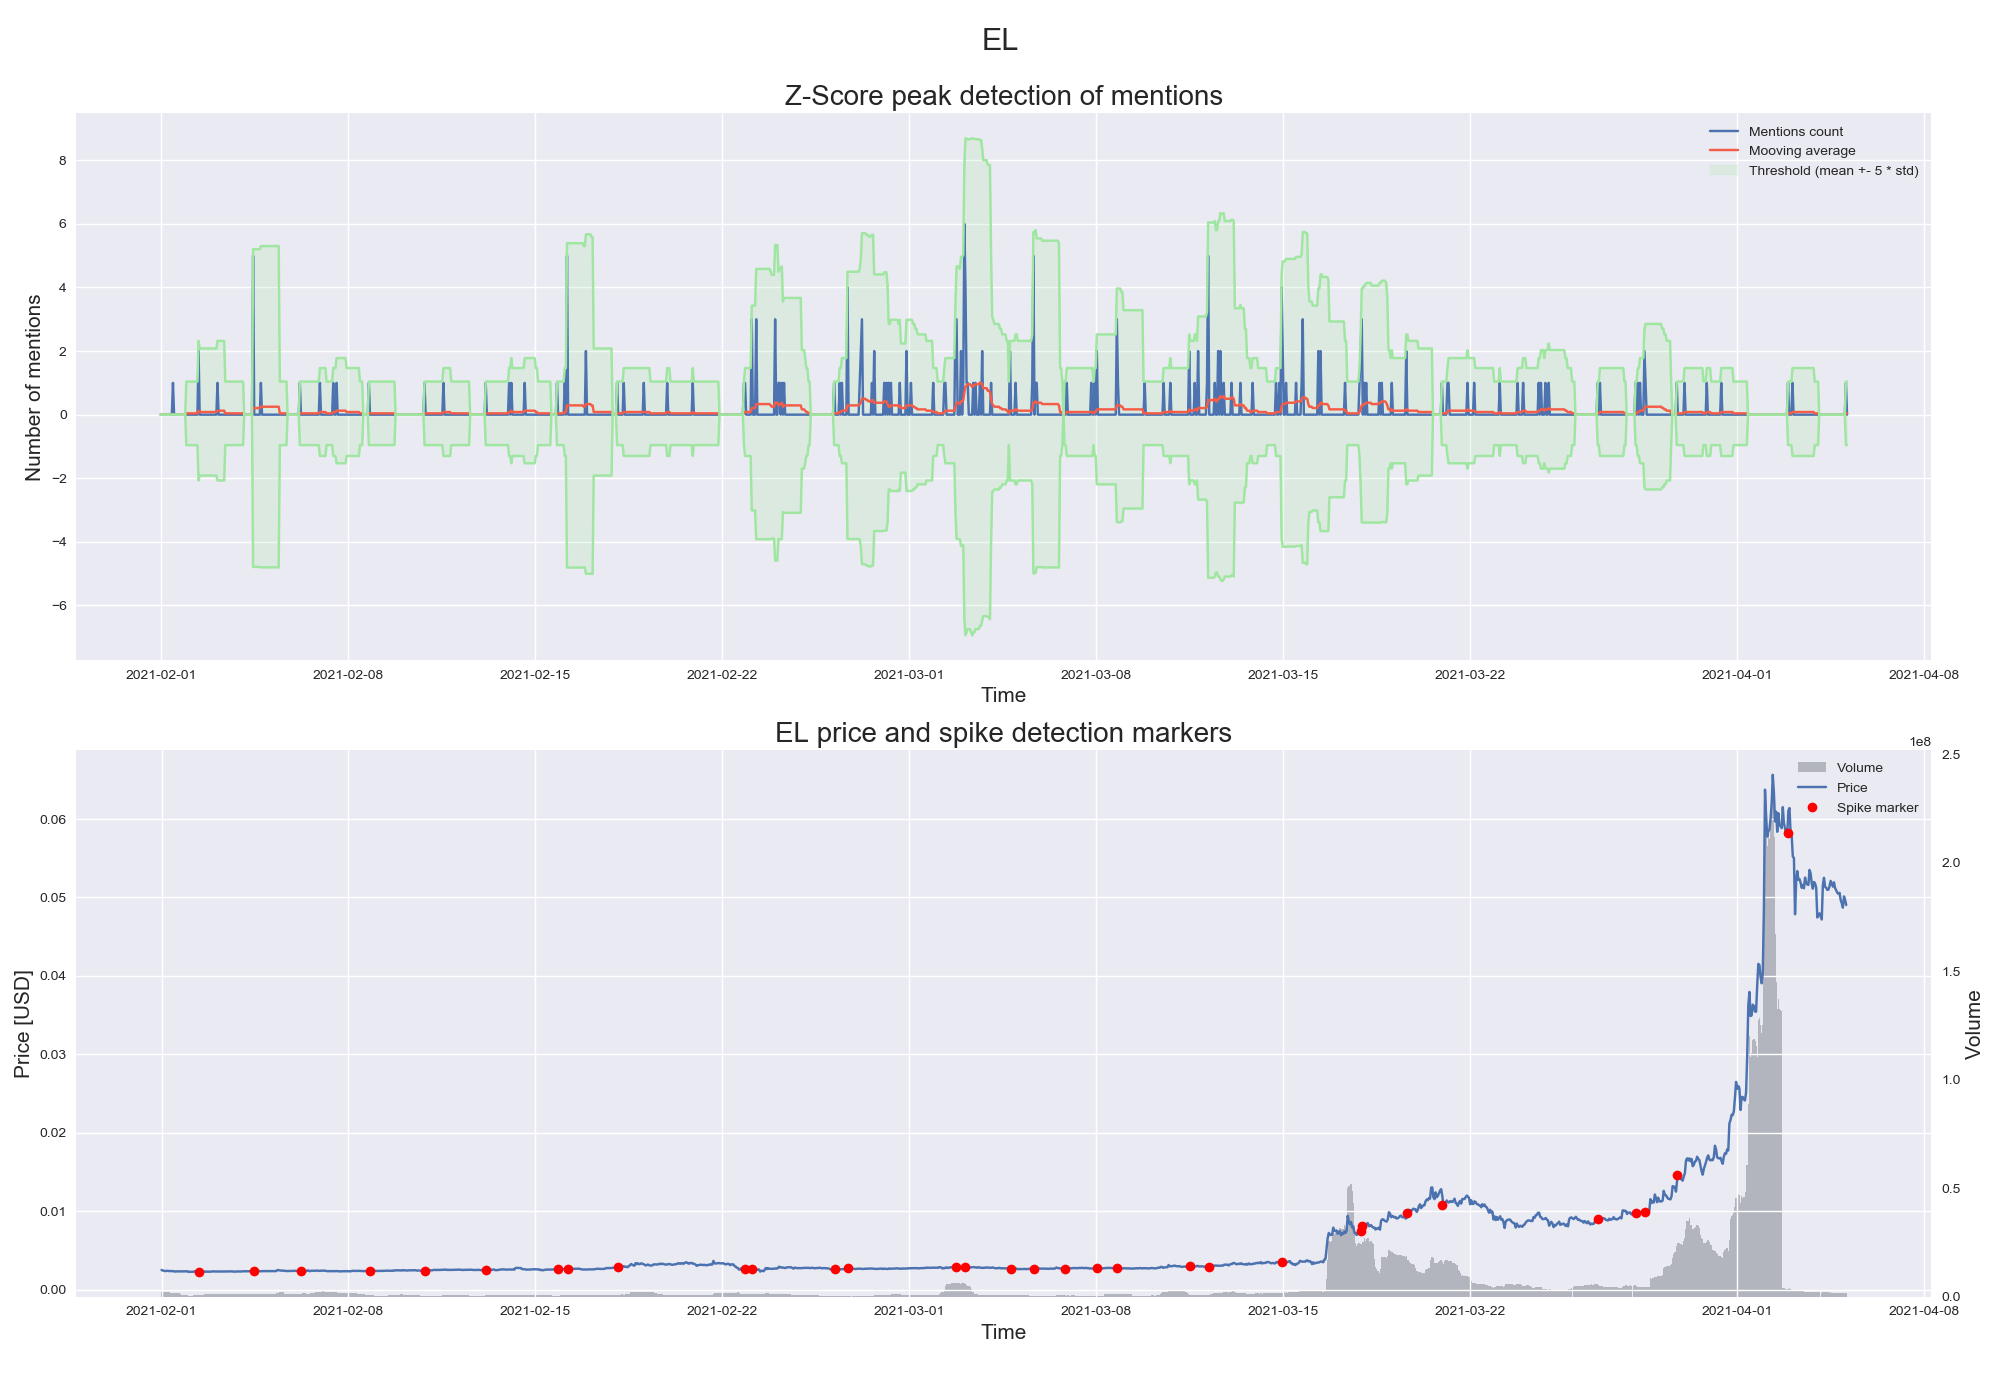 EL
Z-Score peak detection of mentions
Mentions count
Mooving average
Threshold (mean +- 5 * std)
Number of mentions
8
6
4
2
0
−2
−4
−6
2021-02-01 2021-02-08 2021-02-15 2021-02-22 2021-03-01 2021-03-08 2021-03-15 2021-03-22 2021-04-01 2021-04-08
Time
EL price and spike detection markers
1e8
Volume
Price
Spike marker
Price [USD]
0.06
0.05
0.04
0.03
0.02
0.01
0.00
2.5
2.0
1.5
1.0
0.5
0.0
Volume
2021-02-01 2021-02-08 2021-02-15 2021-02-22 2021-03-01 2021-03-08 2021-03-15 2021-03-22 2021-04-01 2021-04-08
Time